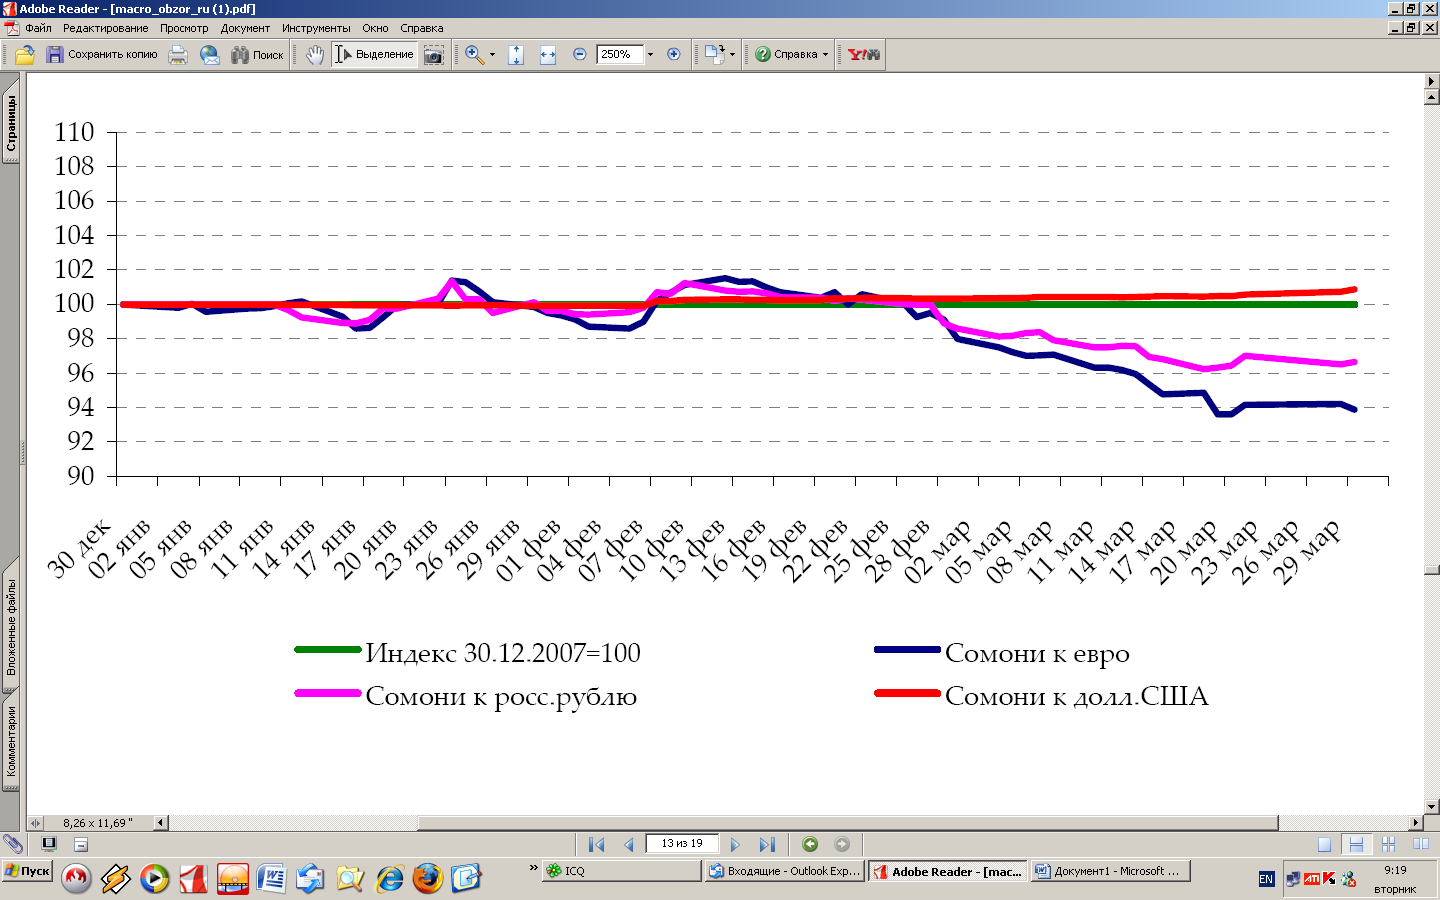 Adobe Reader - [macro_obzor_ru (1).pdf]
Файл Редактирование Просмотр Документ Инструменты Окно Справка
Сохранить копию Поиск Выделение 250% Справка Y!
Страницы
Вложенные файлы
Комментарии
110
108
106
104
102
100
98
96
94
92
90
30 дек 02 янв 05 янв 08 янв 11 янв 14 янв 17 янв 20 янв 23 янв 26 янв 29 янв 01 фев 04 фев 07 фев 10 фев 13 фев 16 фев 19 фев 22 фев 25 фев 28 фев 02 мар 05 мар 08 мар 11 мар 14 мар 17 мар 20 мар 23 мар 26 мар 29 мар
Индекс 30.12.2007=100 Сомони к евро
Сомони к росс.рублю Сомони к долл.США
8,26 x 11,69 "
13 из 19
Пуск » ICQ Входящие - Outlook Exp... Adobe Reader - [mac... Документ1 - Microsoft ... EN ATI K 9:19
вторник